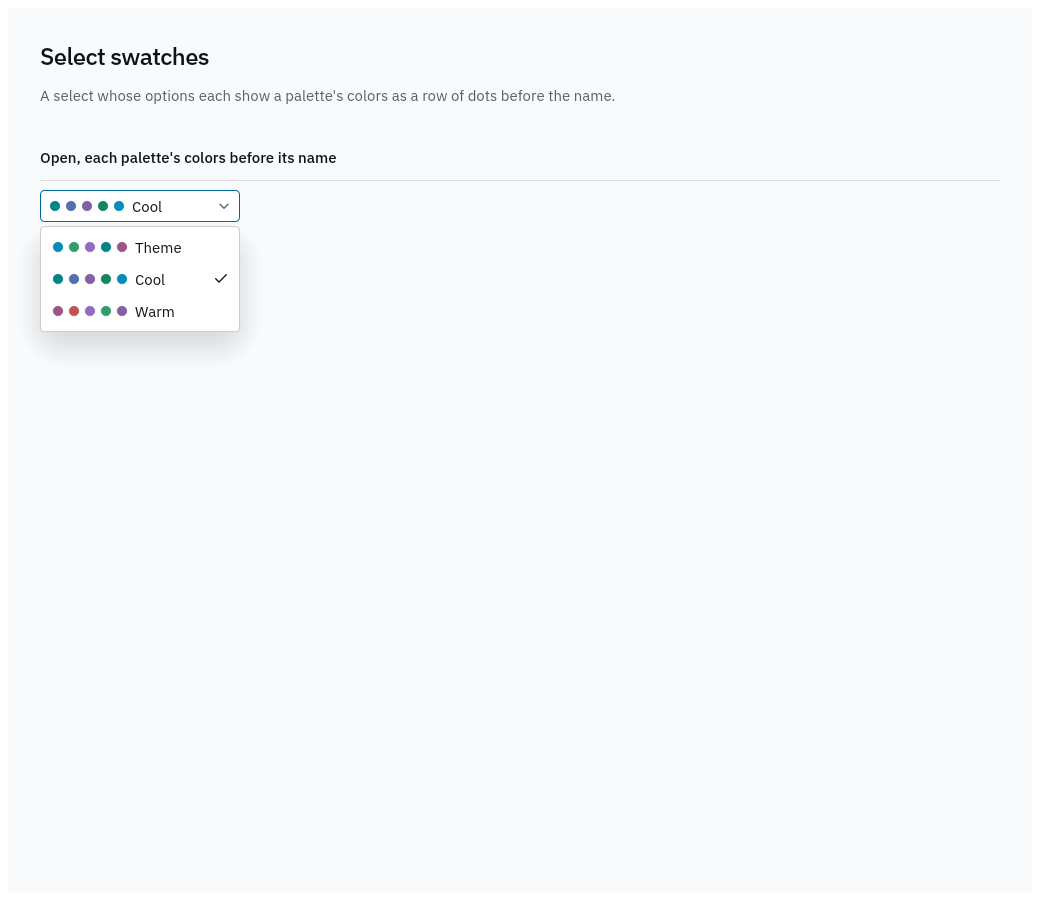 Select swatches
A select whose options each show a palette's colors as a row of dots before the name.
Open, each palette's colors before its name
Cool
Theme
Cool
Warm